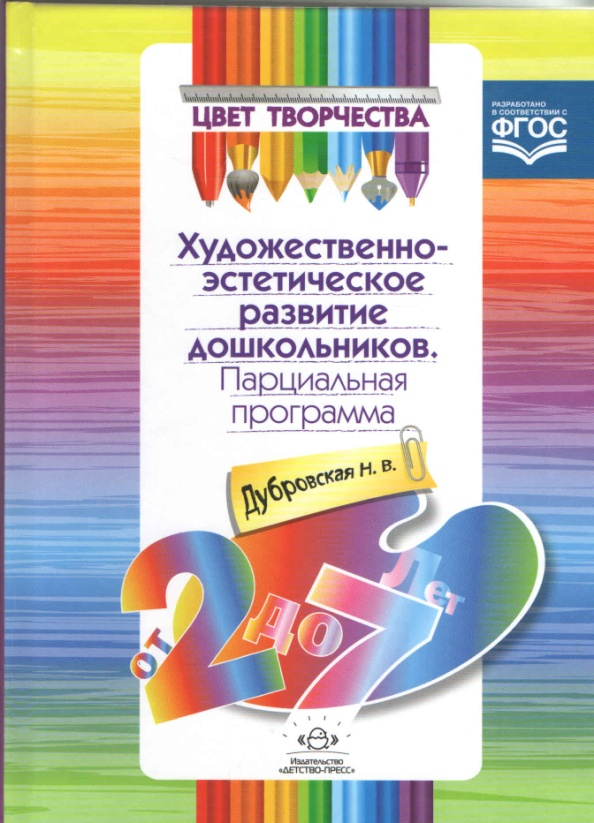 ЦВЕТ ТВОРЧЕСТВА
РАЗРАБОТАНО
В СООТВЕТСТВИИ С
ФГОС
Художественно-
эстетическое
развитие
дошкольников.
Парциальная
программа
Дубровская Н. В.
от 2 до 7 лет
Издательство
«ДЕТСТВО-ПРЕСС»